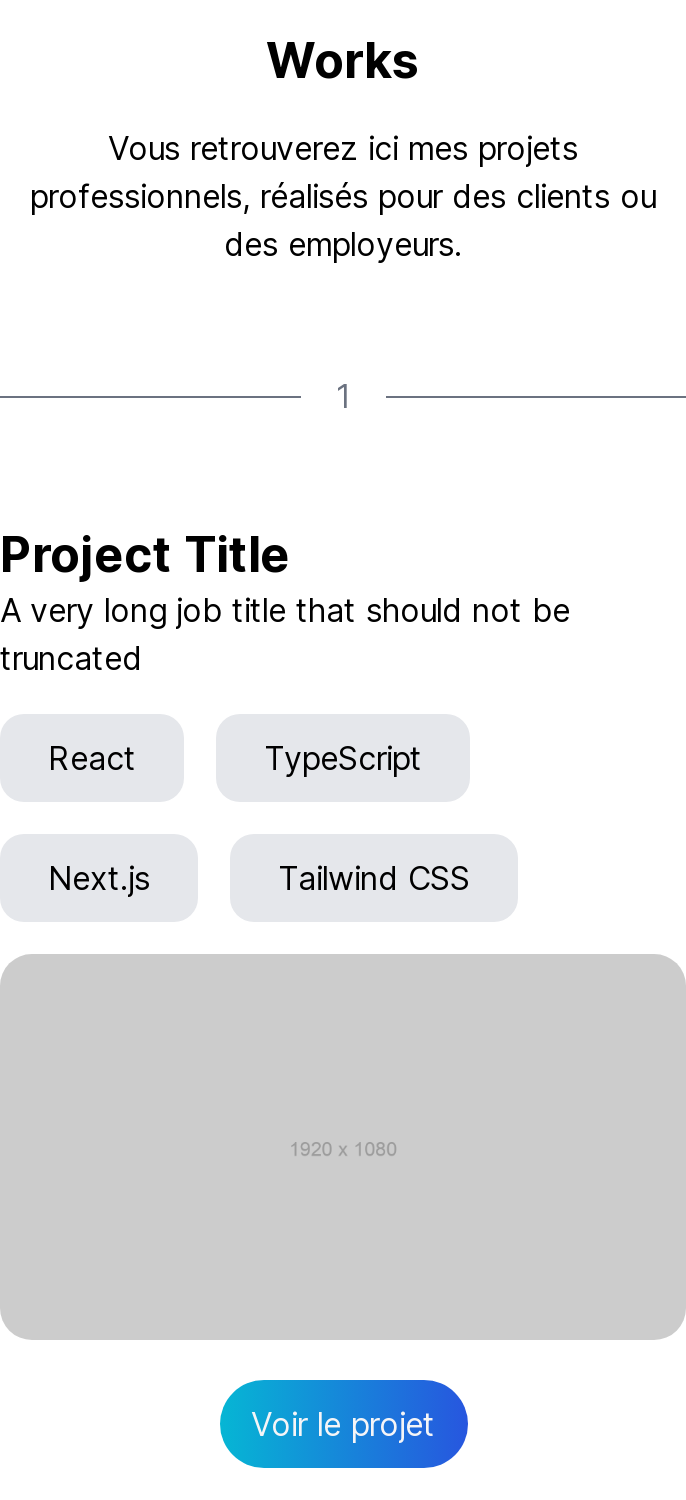 Works
Vous retrouverez ici mes projets
professionnels, réalisés pour des clients ou
des employeurs.
1
Project Title
A very long job title that should not be
truncated
React
TypeScript
Next.js
Tailwind CSS
1920 x 1080
Voir le projet